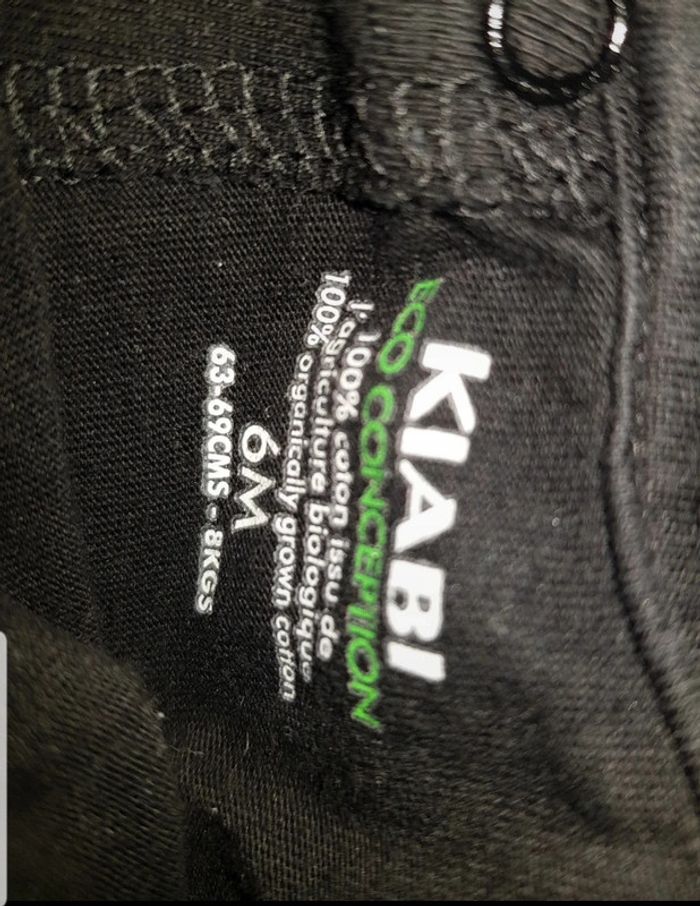 KIABI
ECO CONCEPTION
100% coton issu de
l'agriculture biologique
100% organically grown cotton
6M
63-69CMS - 8KGS